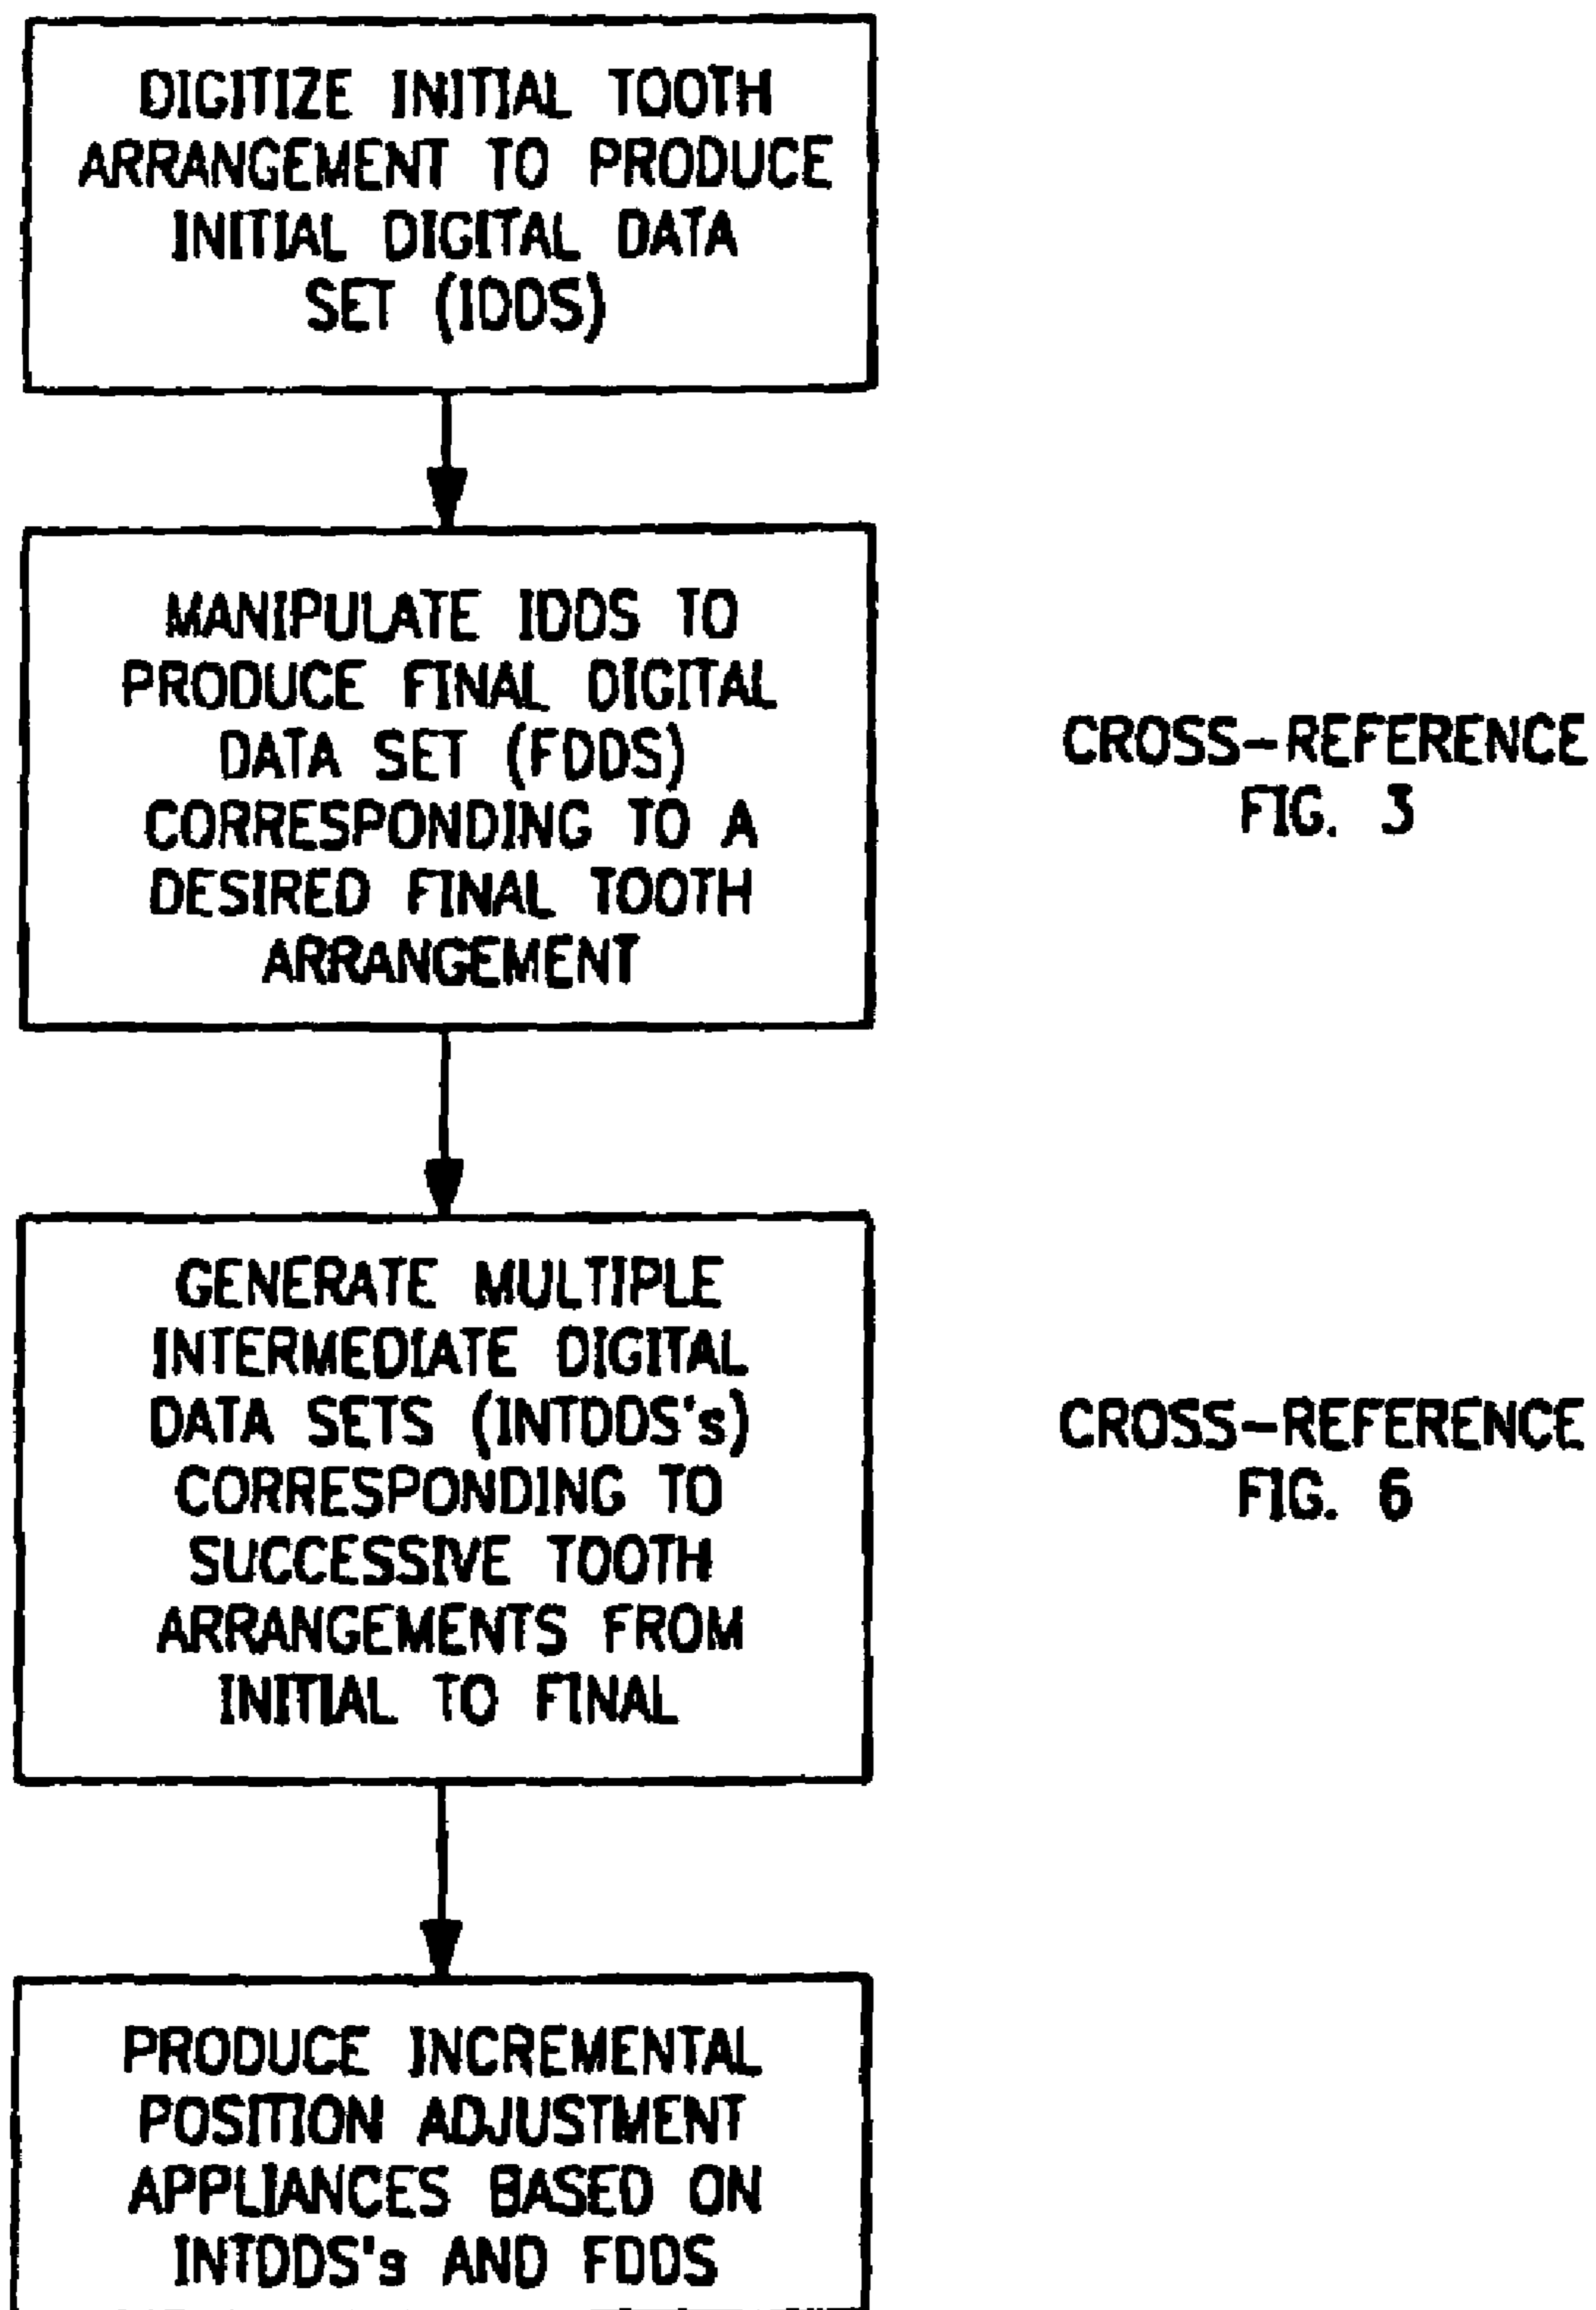 DIGITIZE INITIAL TOOTH
ARRANGEMENT TO PRODUCE
INITIAL DIGITAL DATA
SET (IDDS)
MANIPULATE IDDS TO
PRODUCE FINAL DIGITAL
DATA SET (FDDS)
CORRESPONDING TO A
DESIRED FINAL TOOTH
ARRANGEMENT
CROSS-REFERENCE
FIG. 3
GENERATE MULTIPLE
INTERMEDIATE DIGITAL
DATA SETS (INTDDS's)
CORRESPONDING TO
SUCCESSIVE TOOTH
ARRANGEMENTS FROM
INITIAL TO FINAL
CROSS-REFERENCE
FIG. 6
PRODUCE INCREMENTAL
POSITION ADJUSTMENT
APPLIANCES BASED ON
INTDDS's AND FDDS